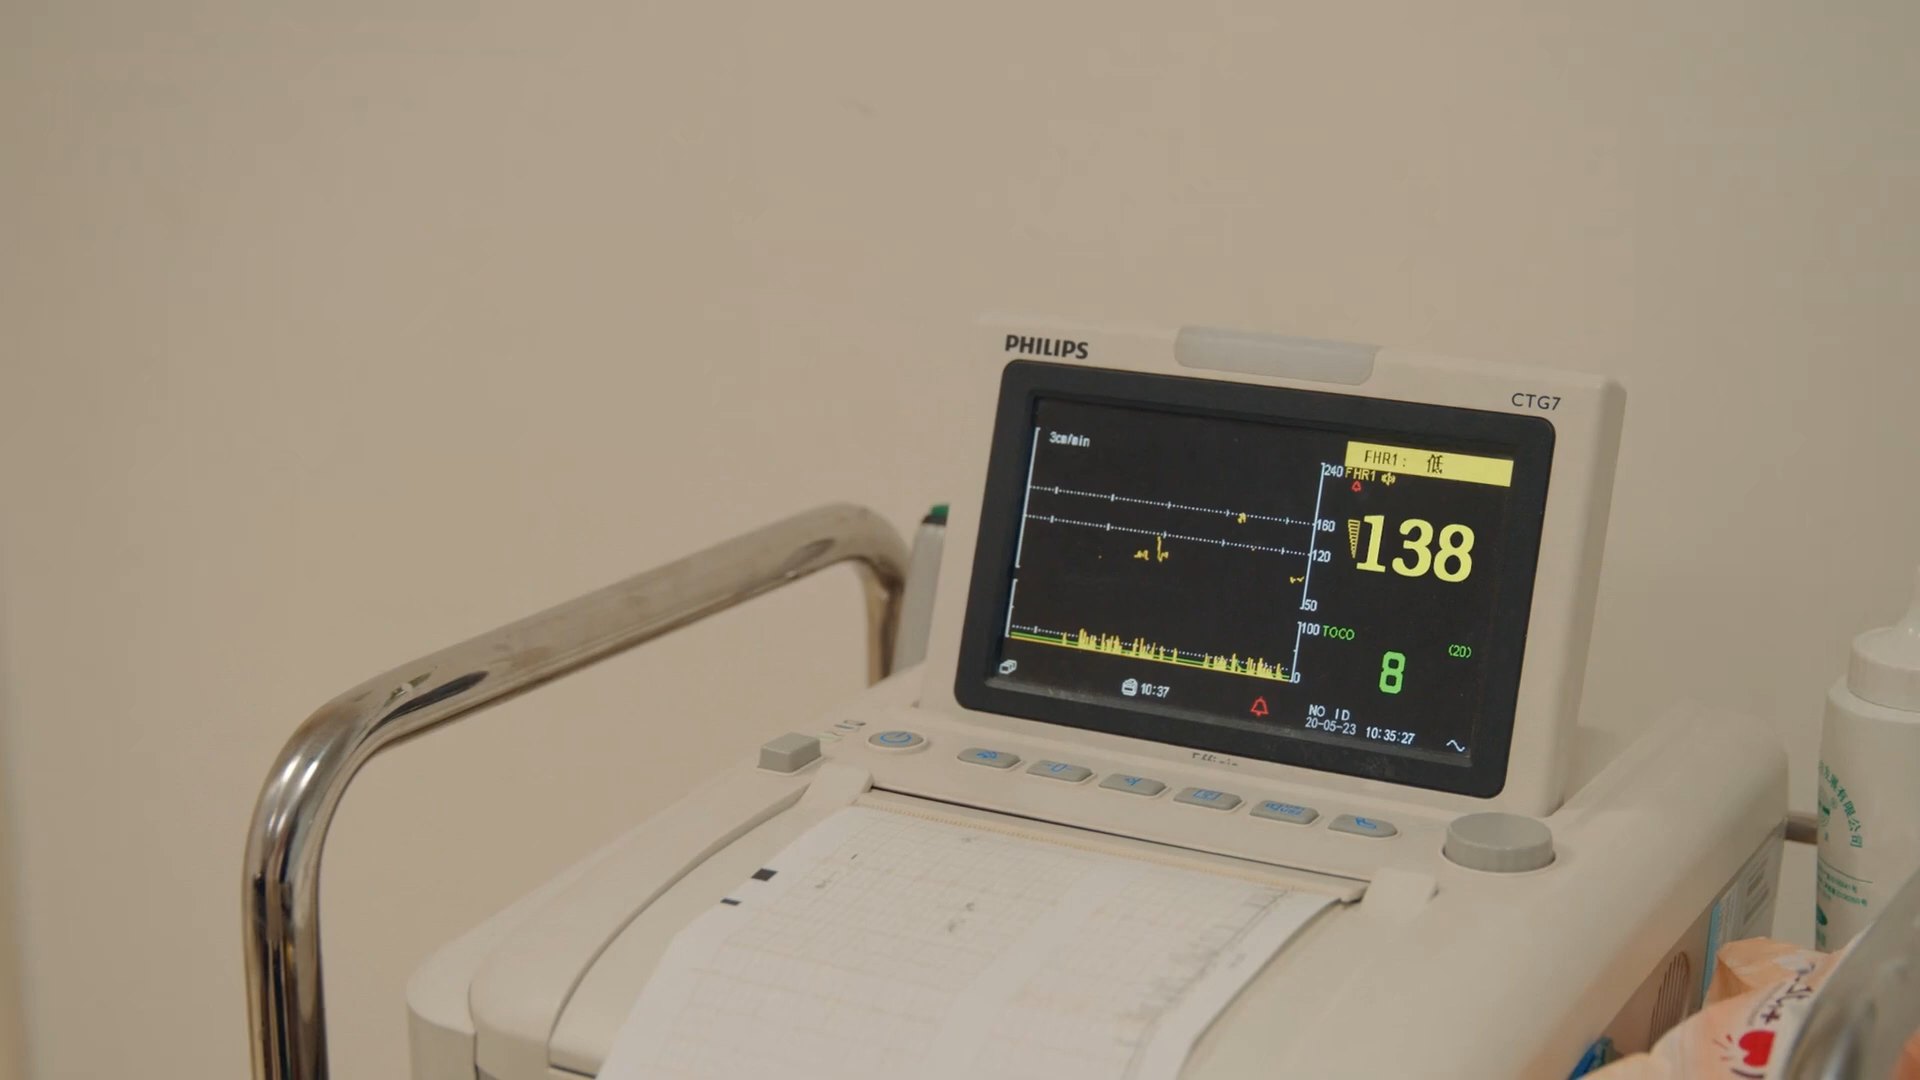 PHILIPS
CTG7
3cm/min
FHR1: 低
240 FHR1
180
138
120
50
100 TOCO
(20)
8
0
10:37
NO ID
20-05-23 10:35:27